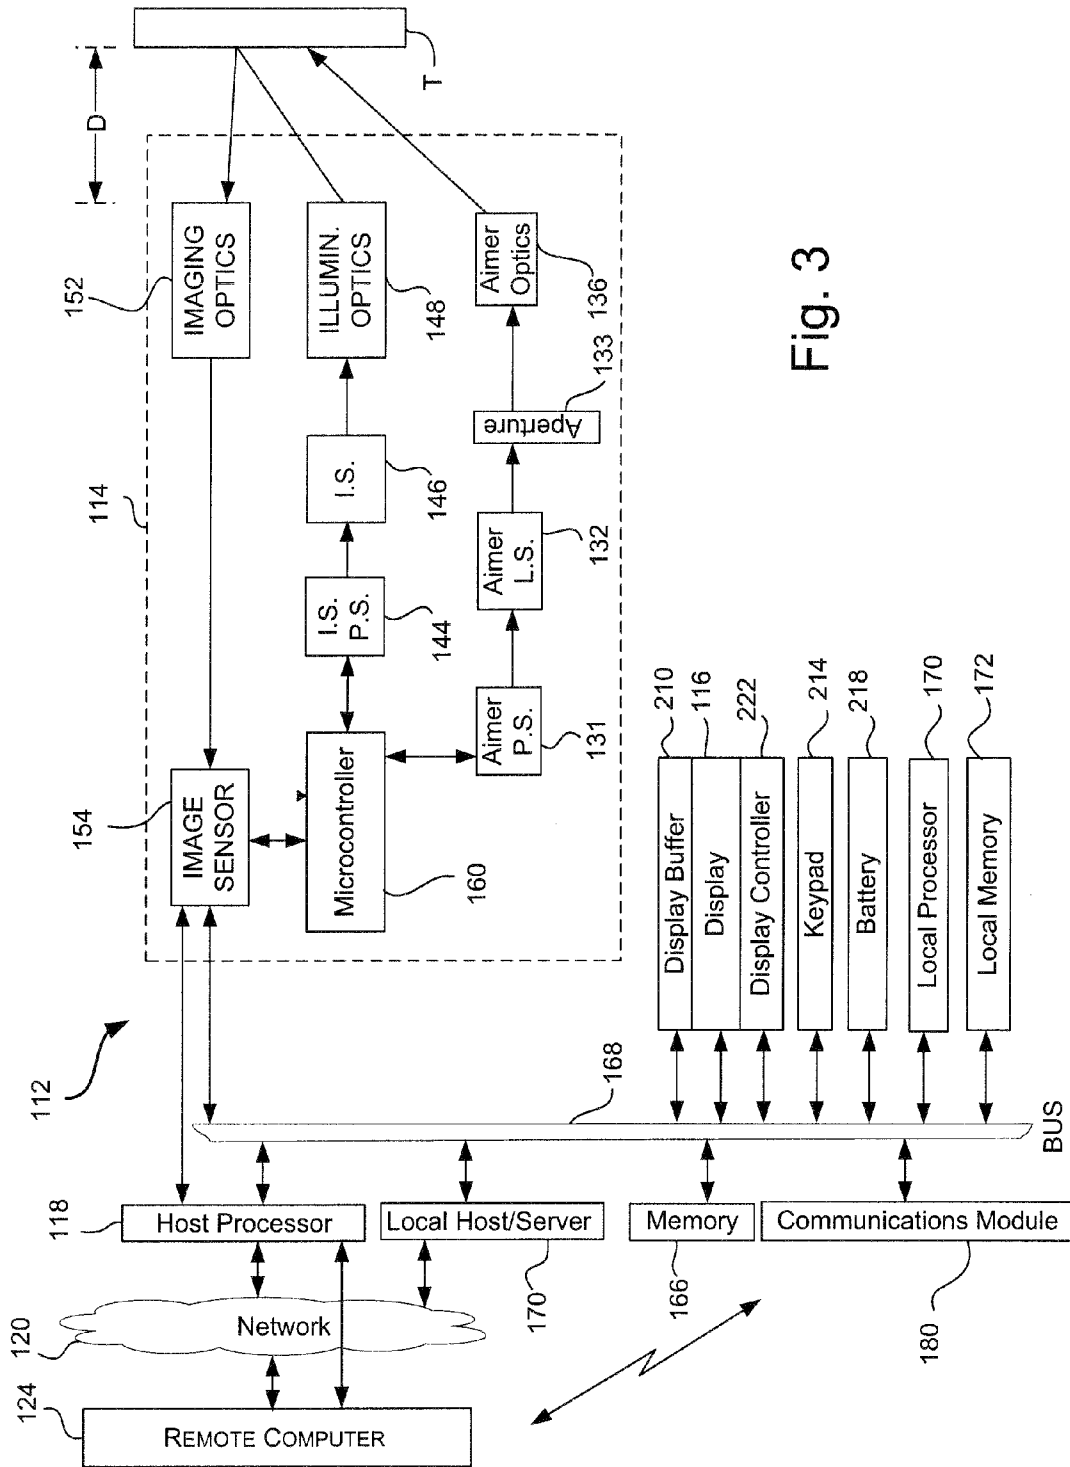 112
114
154
IMAGE
SENSOR
152
IMAGING
OPTICS
D
T
Microcontroller
160
I.S.
P.S.
144
I.S.
146
ILLUMIN.
OPTICS
148
Aimer
P.S.
131
Aimer
L.S.
132
Aperture
133
Aimer
Optics
136
124
REMOTE COMPUTER
120
Network
118
Host Processor
Local Host/Server
170
Memory
166
Communications Module
180
168
BUS
Display Buffer
210
Display
116
Display Controller
222
Keypad
214
Battery
218
Local Processor
170
Local Memory
172
Fig. 3